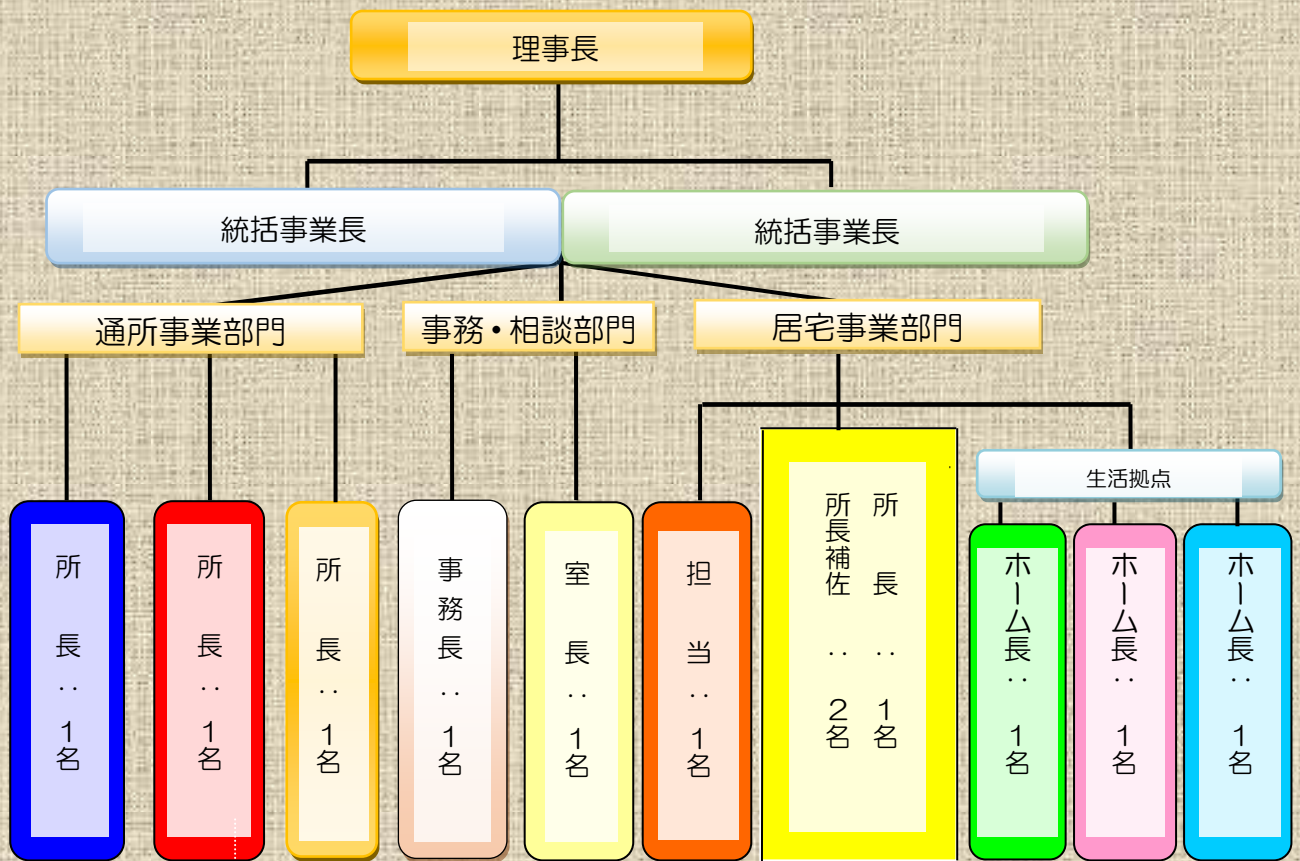 理事長
統括事業長
統括事業長
通所事業部門
事務・相談部門
居宅事業部門
生活拠点
所長‥1名
所長‥1名
所長‥1名
事務長‥1名
室長‥1名
担当‥1名
所長‥1名
所長補佐‥2名
ホーム長‥1名
ホーム長‥1名
ホーム長‥1名